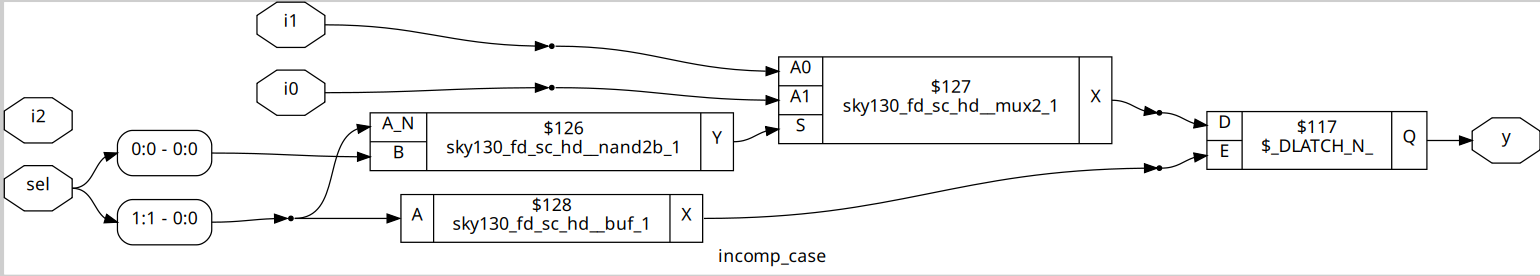 i1
i0
i2
sel
0:0 - 0:0
1:1 - 0:0
A_N
B
$126
sky130_fd_sc_hd__nand2b_1
Y
A
$128
sky130_fd_sc_hd__buf_1
X
A0
A1
S
$127
sky130_fd_sc_hd__mux2_1
X
D
E
$117
$_DLATCH_N_
Q
y
incomp_case